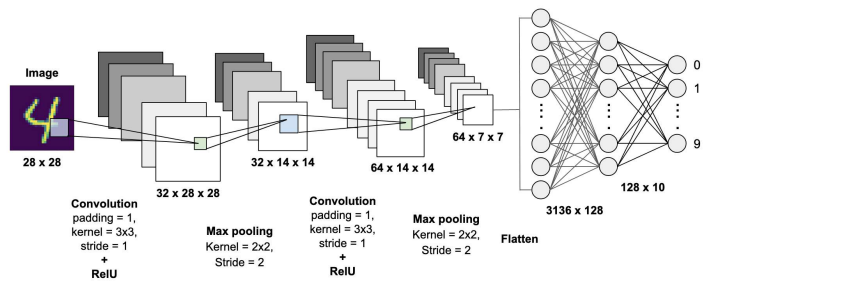 Image
28 x 28
32 x 28 x 28
Convolution
padding = 1,
kernel = 3x3,
stride = 1
+
RelU
32 x 14 x 14
Max pooling
Kernel = 2x2,
Stride = 2
64 x 14 x 14
Convolution
padding = 1,
kernel = 3x3,
stride = 1
+
RelU
64 x 7 x 7
Max pooling
Kernel = 2x2,
Stride = 2
Flatten
3136 x 128
128 x 10
0
1
9